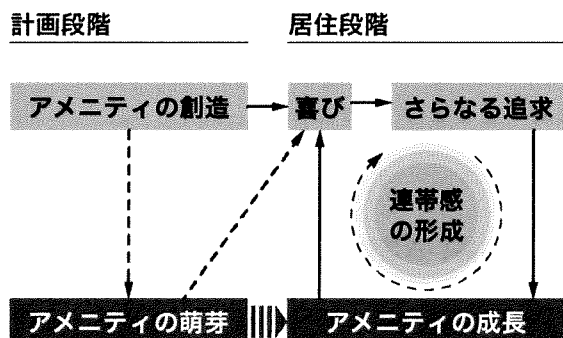 計画段階
居住段階
アメニティの創造
喜び
さらなる追求
連帯感
の形成
アメニティの萌芽
アメニティの成長